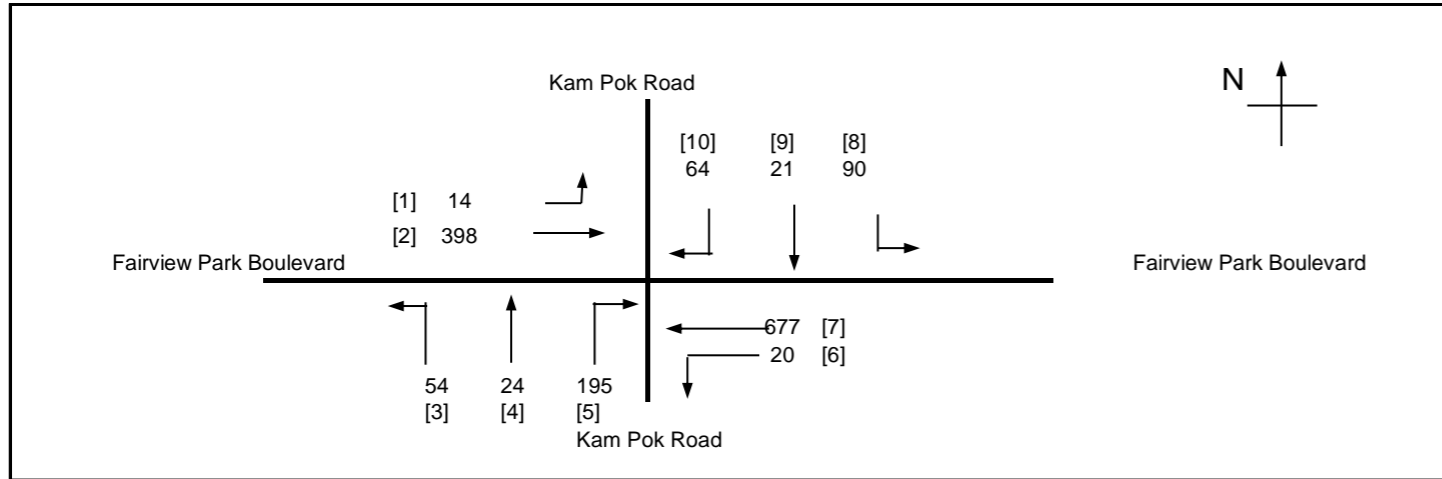 Kam Pok Road
N
[10] [9] [8]
64 21 90
[1] 14
[2] 398
Fairview Park Boulevard
Fairview Park Boulevard
677 [7]
20 [6]
54 24 195
[3] [4] [5]
Kam Pok Road